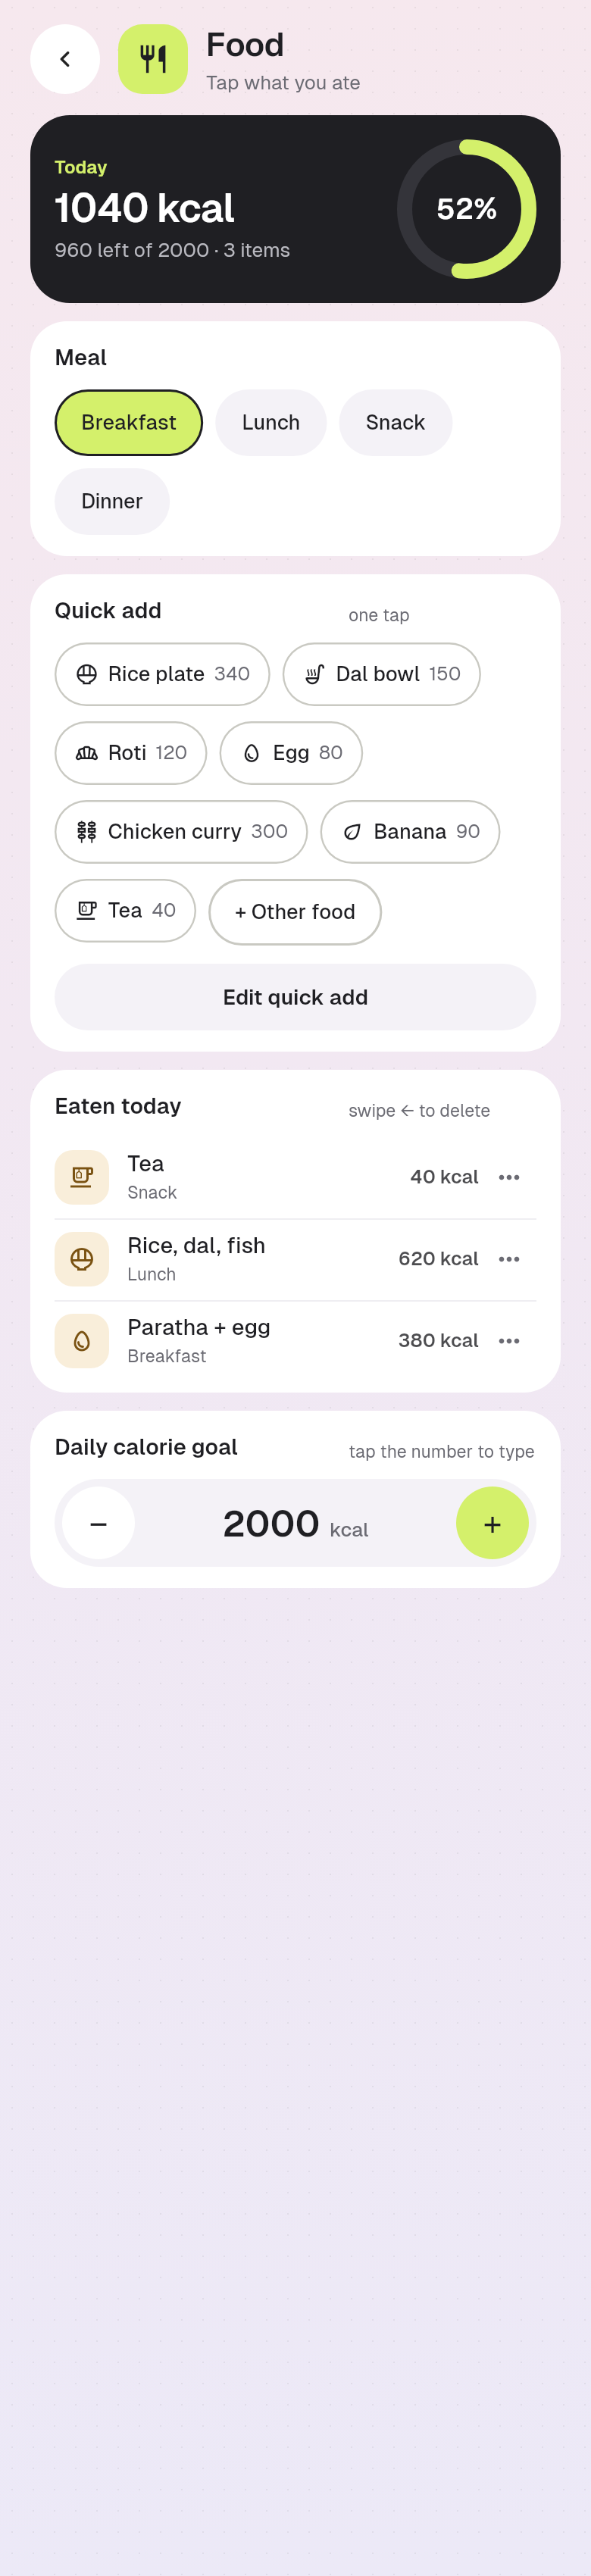 Food
Tap what you ate
Today
1040 kcal
960 left of 2000 · 3 items
52%
Meal
Breakfast
Lunch
Snack
Dinner
Quick add
one tap
Rice plate 340
Dal bowl 150
Roti 120
Egg 80
Chicken curry 300
Banana 90
Tea 40
+ Other food
Edit quick add
Eaten today
swipe ← to delete
Tea
Snack
40 kcal
Rice, dal, fish
Lunch
620 kcal
Paratha + egg
Breakfast
380 kcal
Daily calorie goal
tap the number to type
− 2000 kcal +